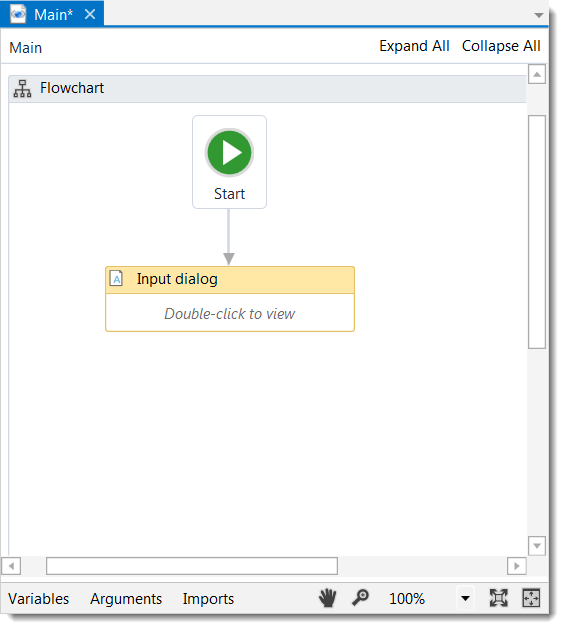 Main*
Main Expand All Collapse All
Flowchart
Start
A Input dialog
Double-click to view
Variables Arguments Imports 100%